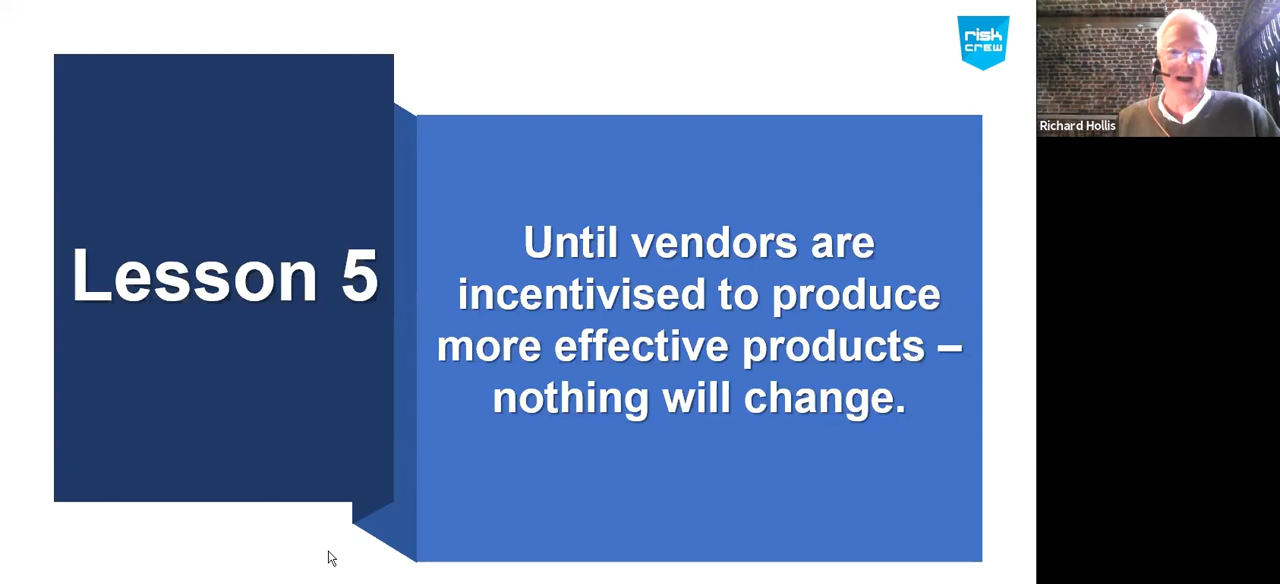 risk
crew
Richard Hollis
Lesson 5
Until vendors are
incentivised to produce
more effective products –
nothing will change.